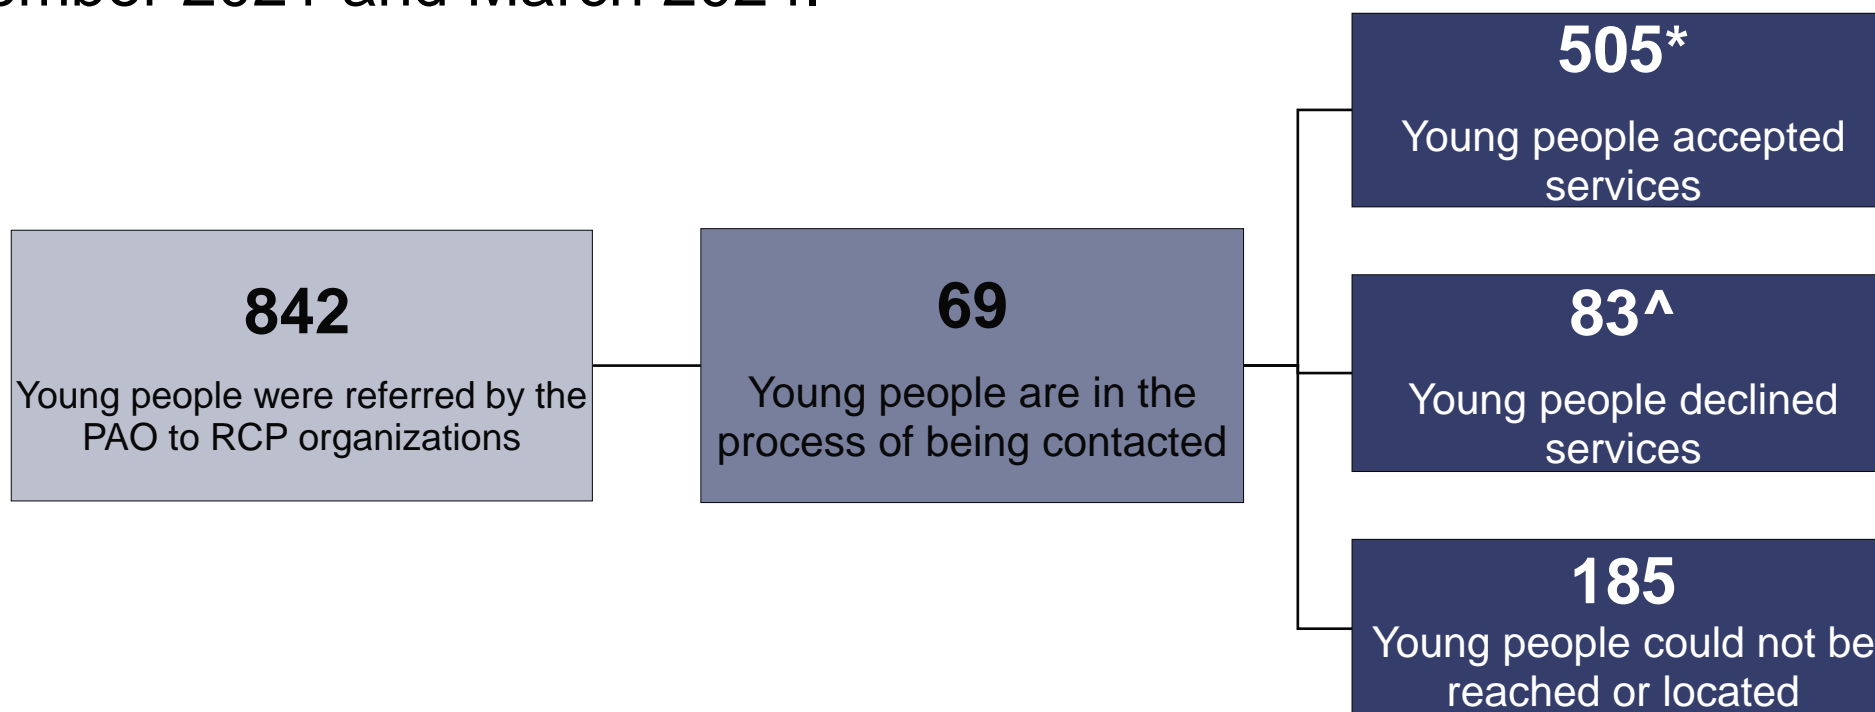 and March
842
Young people were referred by the
PAO to RCP organizations
69
Young people are in the
process of being contacted
505*
Young people accepted
services
83^
Young people declined
services
185
Young people could not be
reached or located